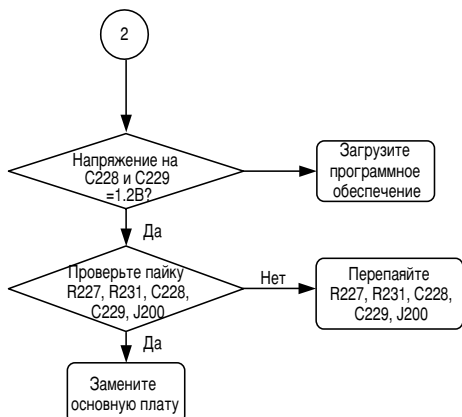 2
Напряжение на
C228 и C229
=1.2В?
Загрузите
программное
обеспечение
Да
Проверьте пайку
R227, R231, C228,
C229, J200
Нет
Перепаяйте
R227, R231, C228,
C229, J200
Да
Замените
основную плату